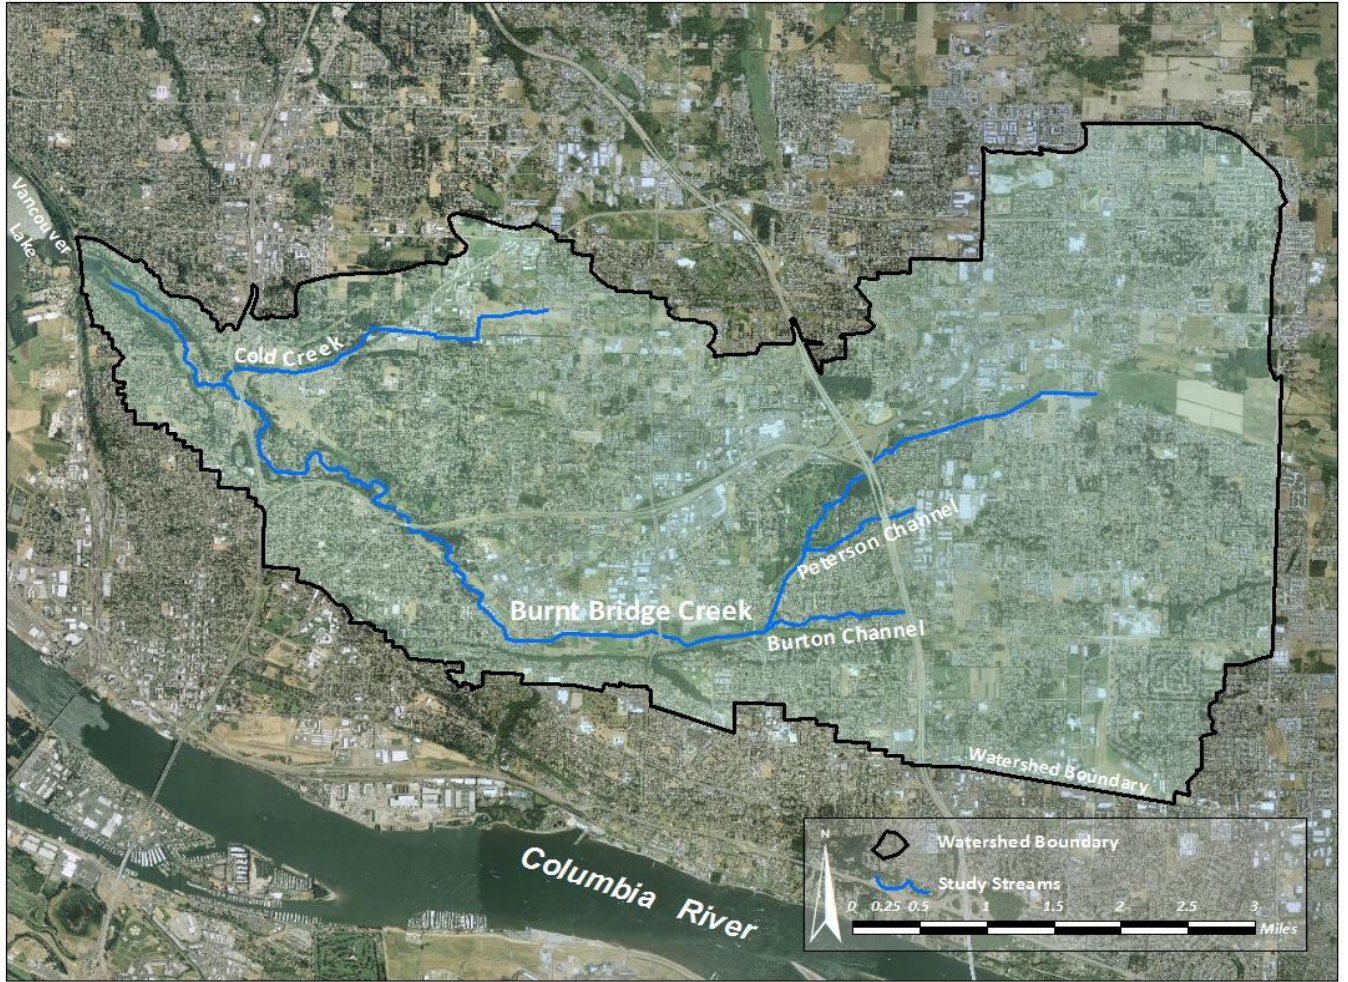 Vancouver
Lake
Cold Creek
Peterson Channel
Burnt Bridge Creek
Burton Channel
Watershed Boundary
Columbia River
N
Watershed Boundary
Study Streams
0 0.25 0.5 1 1.5 2 2.5 3
Miles